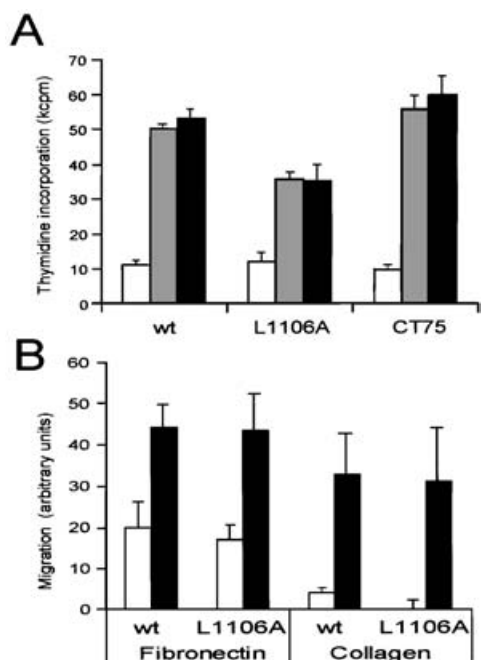 A
Thymidine incorporation (kcpm)
70
60
50
40
30
20
10
0
wt L1106A CT75
B
Migration (arbitrary units)
60
50
40
30
20
10
0
wt L1106A wt L1106A
Fibronectin Collagen